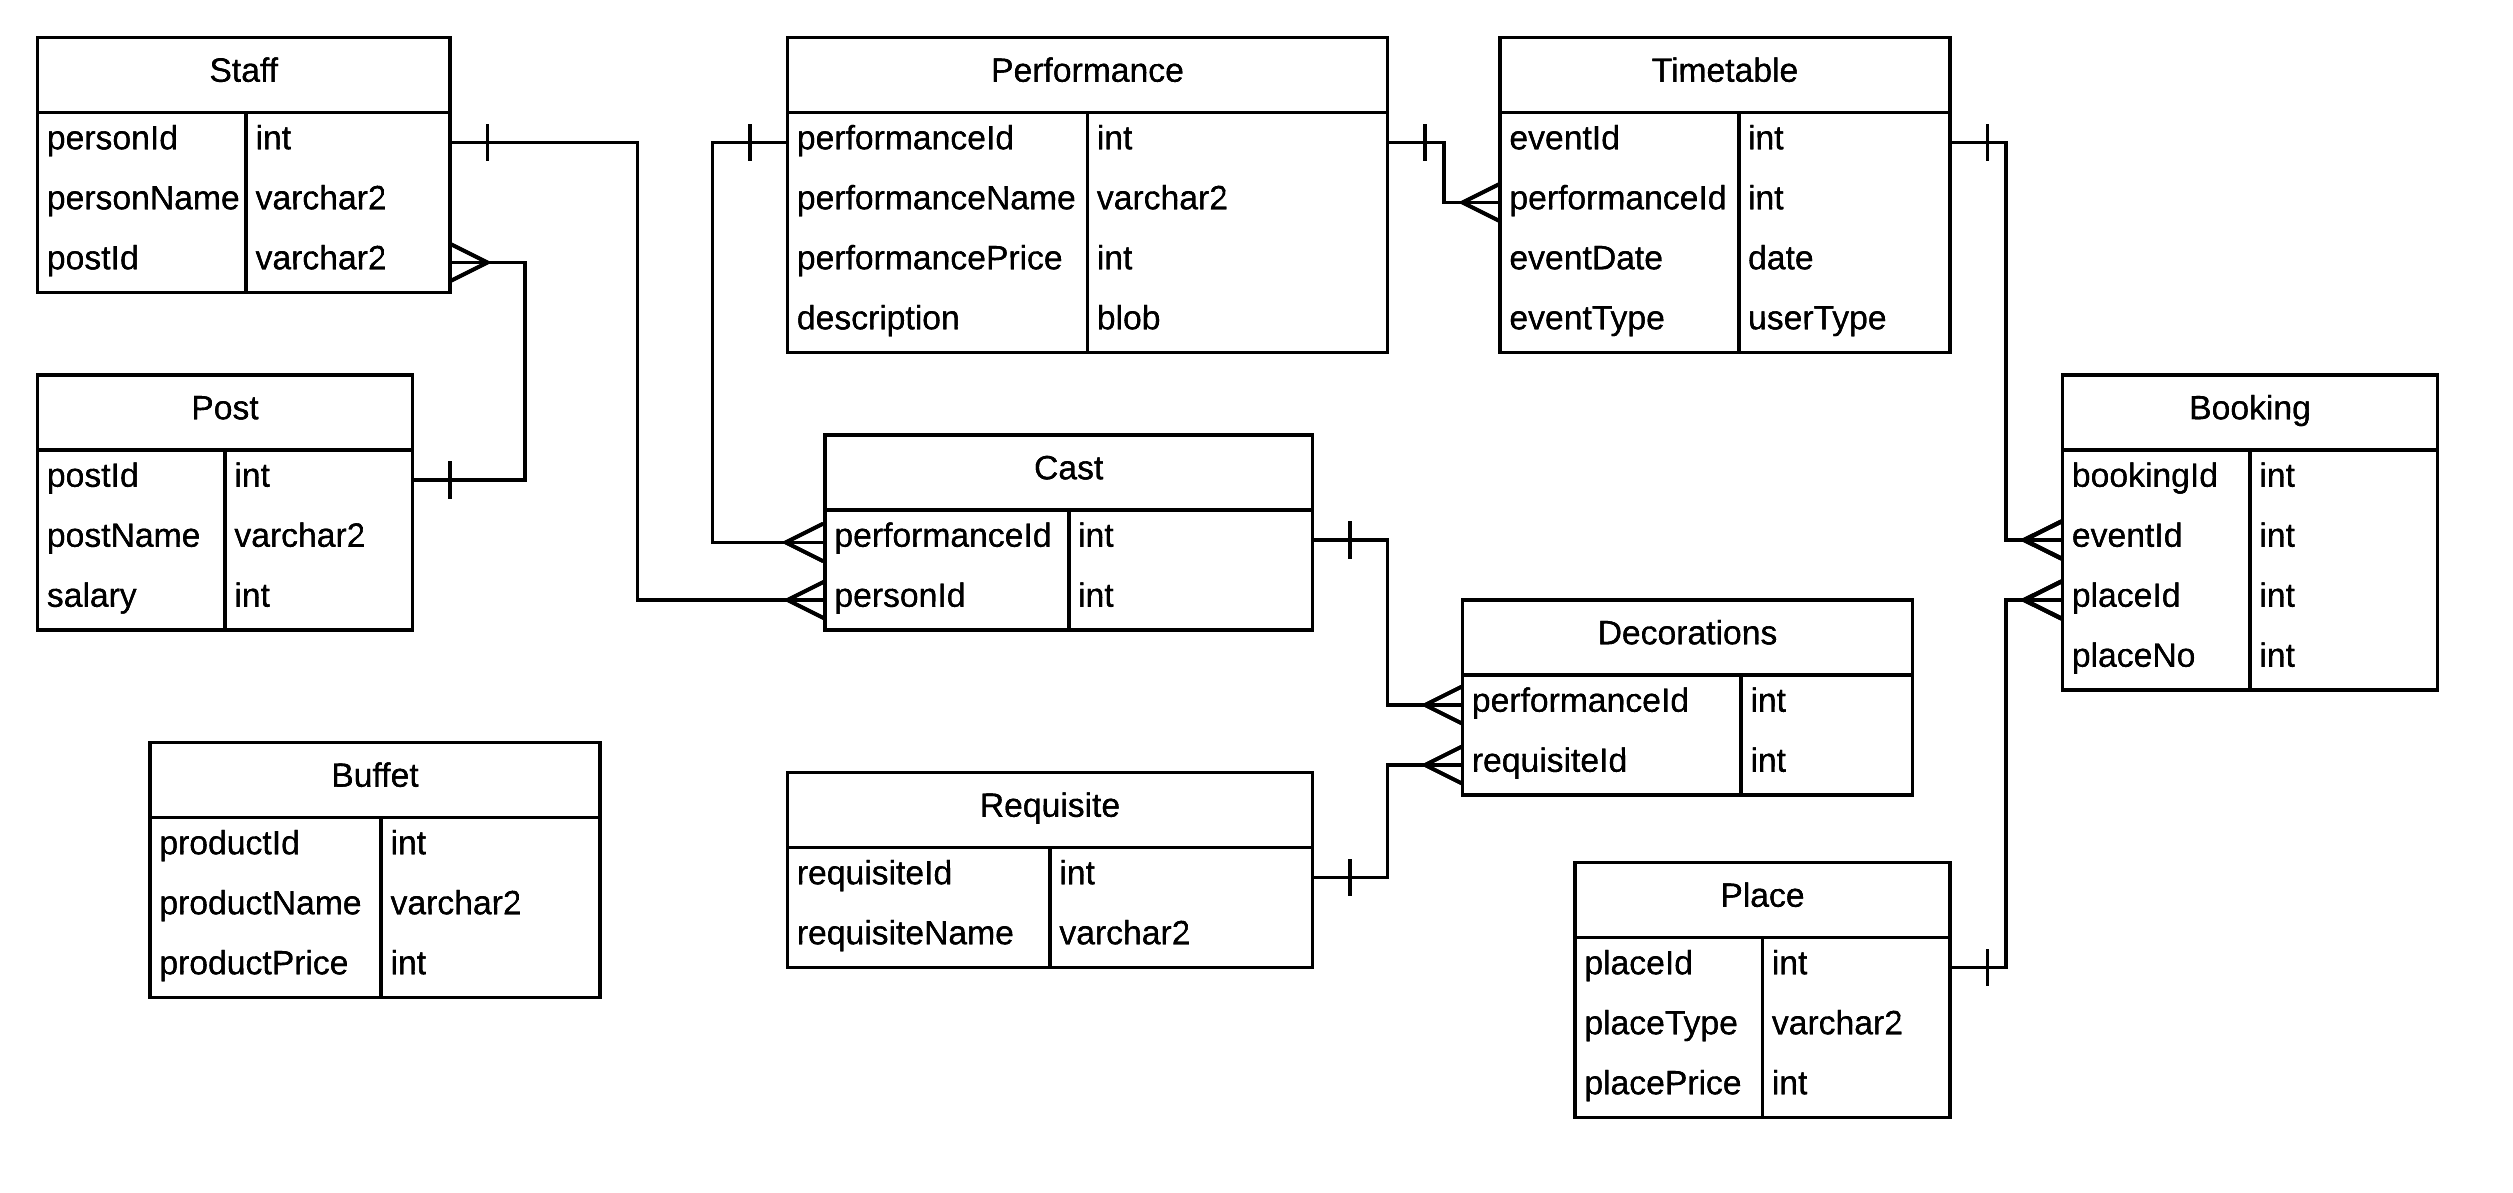 Staff
personId int
personName varchar2
postId varchar2
Performance
performanceId int
performanceName varchar2
performancePrice int
description blob
Timetable
eventId int
performanceId int
eventDate date
eventType userType
Post
postId int
postName varchar2
salary int
Cast
performanceId int
personId int
Booking
bookingId int
eventId int
placeId int
placeNo int
Decorations
performanceId int
requisiteId int
Buffet
productId int
productName varchar2
productPrice int
Requisite
requisiteId int
requisiteName varchar2
Place
placeId int
placeType varchar2
placePrice int